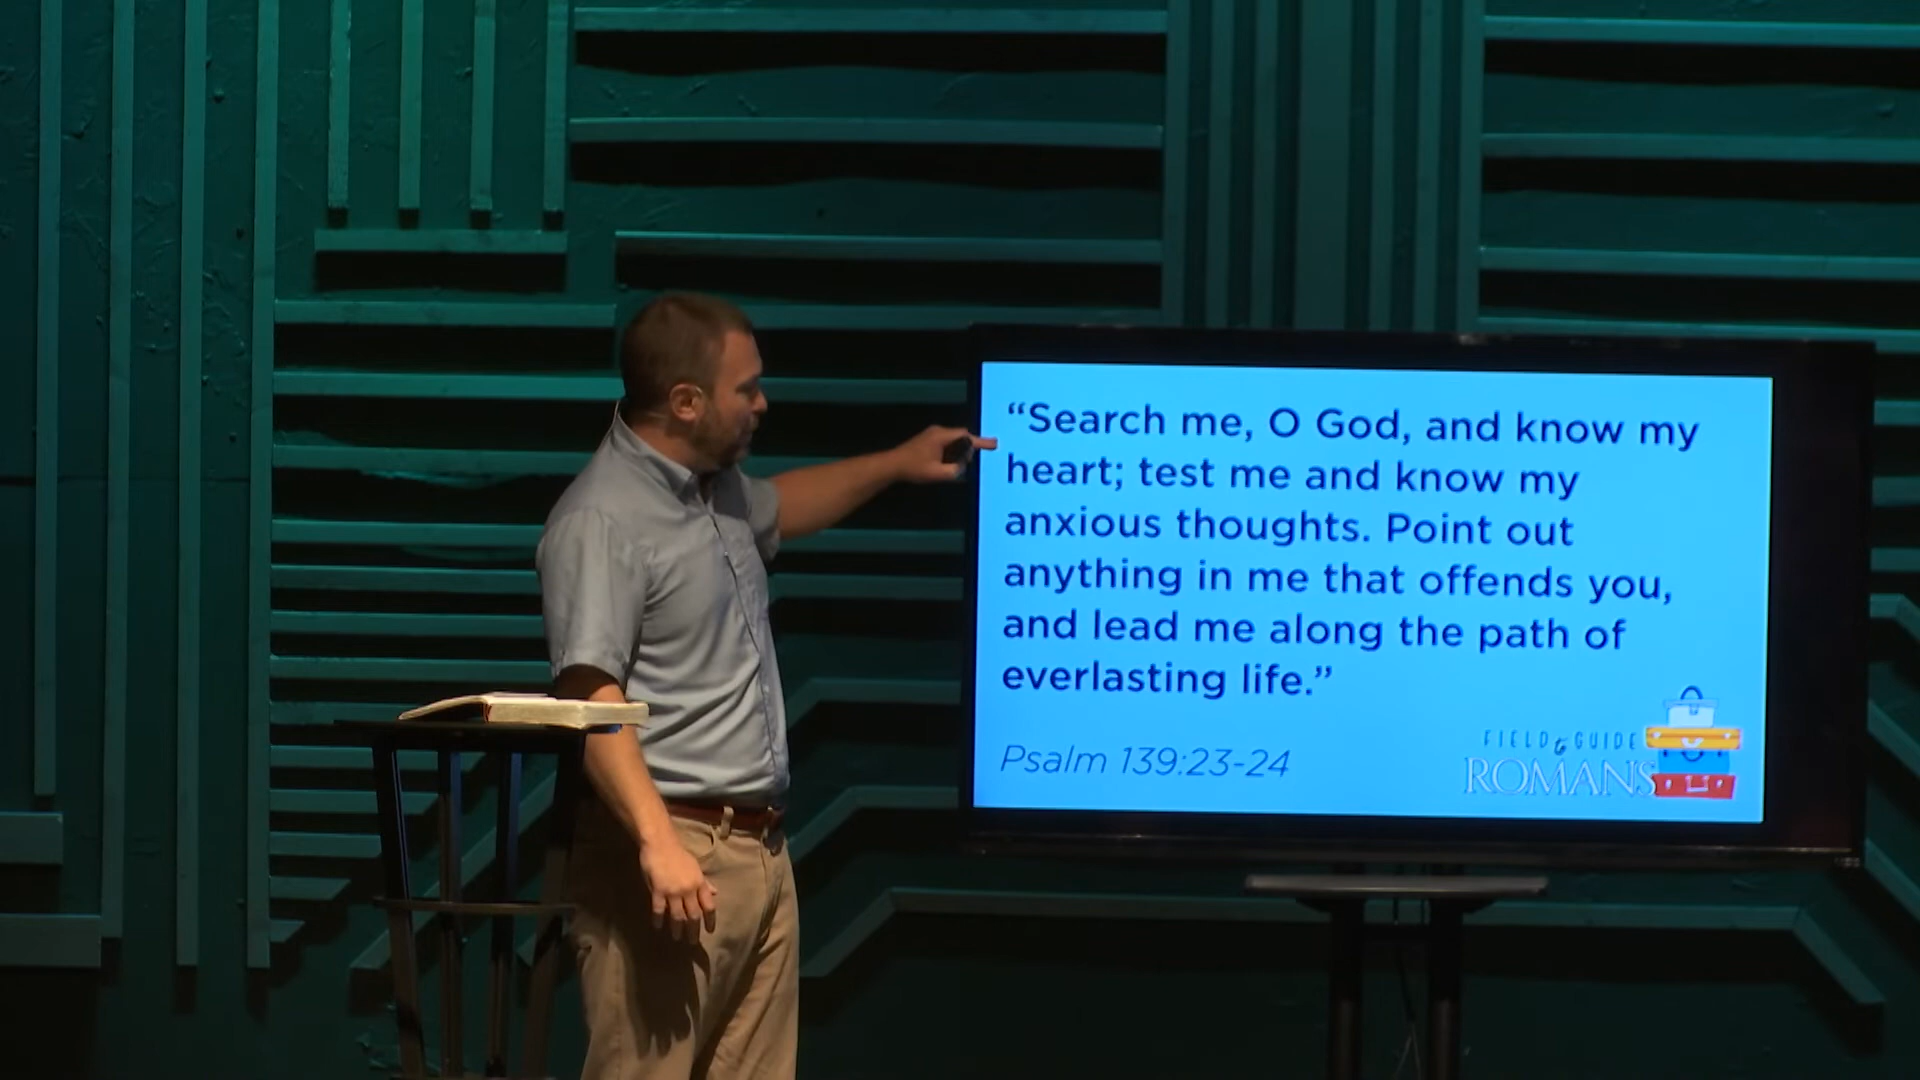 “Search me, O God, and know my
heart; test me and know my
anxious thoughts. Point out
anything in me that offends you,
and lead me along the path of
everlasting life.”
Psalm 139:23-24
FIELD GUIDE
to
ROMANS